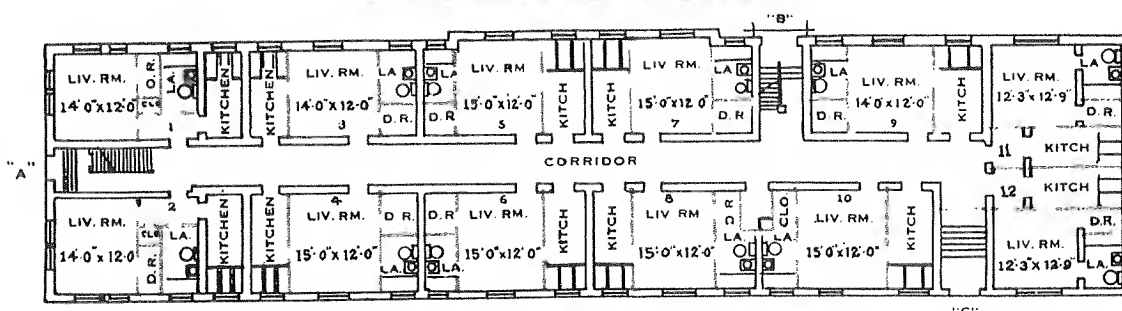 "B"
LIV. RM.
14'0"x12'0"
D.R.
CLO
LA.
1
KITCHEN
KITCHEN
LIV. RM.
14'0"x12'0"
LA
D.R.
3
LA
D.R.
LIV. RM
15'0"x12'0"
5
KITCH
KITCH
LIV. RM.
15'0"x12'0"
7
LA
D.R
LA
D.R.
LIV. RM.
14'0"x12'0"
9
KITCH
LIV. RM.
12'3"x12'9"
LA
D.R.
11
KITCH
"A"
CORRIDOR
12
KITCH
2
LIV. RM.
14'0"x12'0"
CLO
D.R.
LA.
KITCHEN
KITCHEN
4
LIV. RM.
15'0"x12'0"
D.R.
LA.
D.R.
LA
6
LIV. RM
15'0"x12'0"
KITCH
KITCH
8
LIV. RM.
15'0"x12'0"
D.R
LA.
CLO.
LA
10
LIV. RM.
15'0"x12'0"
KITCH
LIV. RM.
12'3"x12'9"
D.R.
LA.
"C"